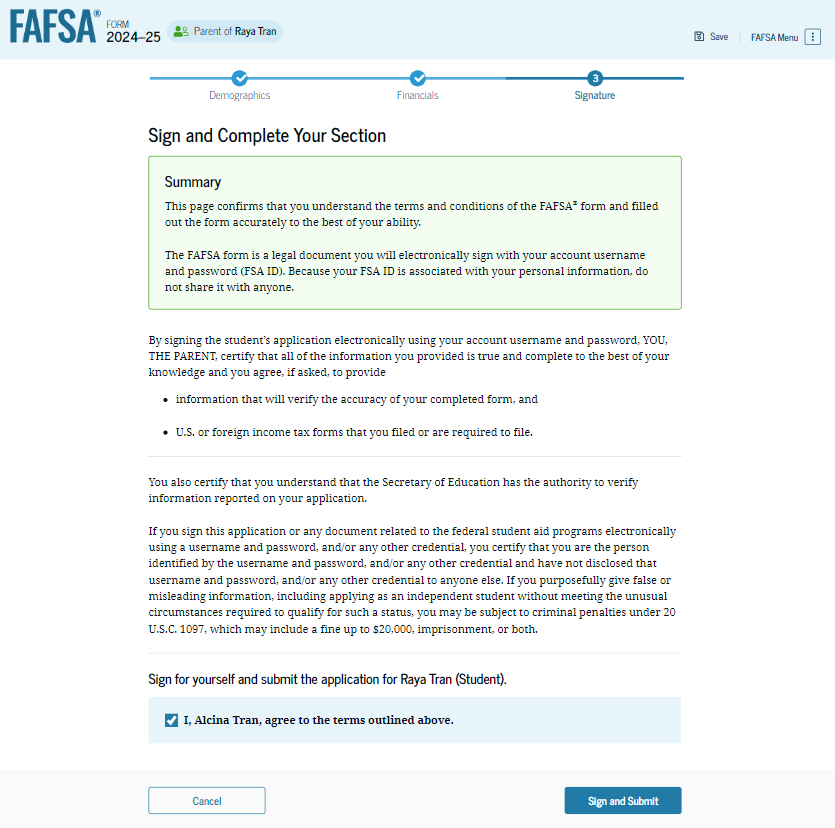 FAFSA®
FORM
2024–25
Parent of Raya Tran
Save
FAFSA Menu
3
Demographics
Financials
Signature
Sign and Complete Your Section
Summary
This page confirms that you understand the terms and conditions of the FAFSA® form and filled
out the form accurately to the best of your ability.
The FAFSA form is a legal document you will electronically sign with your account username
and password (FSA ID). Because your FSA ID is associated with your personal information, do
not share it with anyone.
By signing the student's application electronically using your account username and password, YOU,
THE PARENT, certify that all of the information you provided is true and complete to the best of your
knowledge and you agree, if asked, to provide
• information that will verify the accuracy of your completed form, and
• U.S. or foreign income tax forms that you filed or are required to file.
You also certify that you understand that the Secretary of Education has the authority to verify
information reported on your application.
If you sign this application or any document related to the federal student aid programs electronically
using a username and password, and/or any other credential, you certify that you are the person
identified by the username and password, and/or any other credential and have not disclosed that
username and password, and/or any other credential to anyone else. If you purposefully give false or
misleading information, including applying as an independent student without meeting the unusual
circumstances required to qualify for such a status, you may be subject to criminal penalties under 20
U.S.C. 1097, which may include a fine up to $20,000, imprisonment, or both.
Sign for yourself and submit the application for Raya Tran (Student).
I, Alcina Tran, agree to the terms outlined above.
Cancel
Sign and Submit